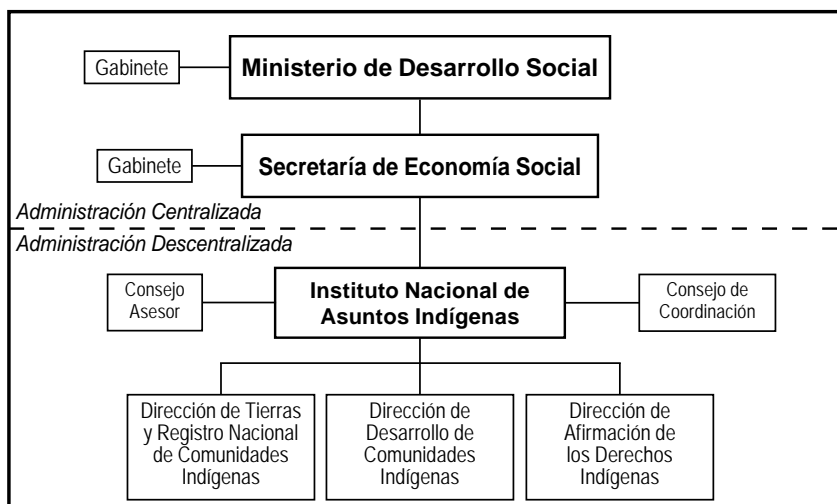 Gabinete
Ministerio de Desarrollo Social
Gabinete
Secretaría de Economía Social
Administración Centralizada
Administración Descentralizada
Consejo
Asesor
Instituto Nacional de
Asuntos Indígenas
Consejo de
Coordinación
Dirección de Tierras
y Registro Nacional
de Comunidades
Indígenas
Dirección de
Desarrollo de
Comunidades
Indígenas
Dirección de
Afirmación de
los Derechos
Indígenas